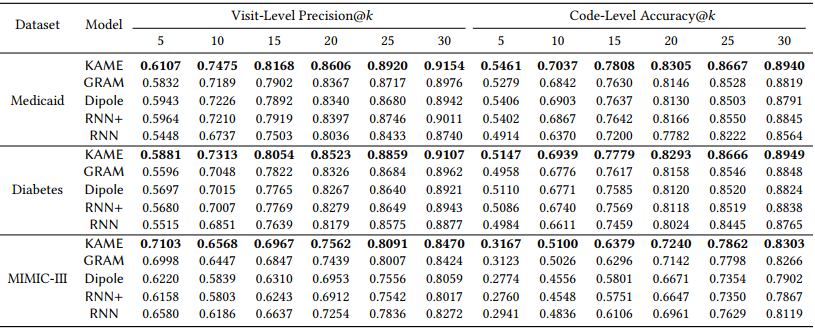 Dataset Model Visit-Level Precision@k Code-Level Accuracy@k
5 10 15 20 25 30 5 10 15 20 25 30
KAME 0.6107 0.7475 0.8168 0.8606 0.8920 0.9154 0.5461 0.7037 0.7808 0.8305 0.8667 0.8940
GRAM 0.5832 0.7189 0.7902 0.8367 0.8717 0.8976 0.5279 0.6842 0.7630 0.8146 0.8528 0.8819
Medicaid Dipole 0.5943 0.7226 0.7892 0.8340 0.8680 0.8942 0.5406 0.6903 0.7637 0.8130 0.8503 0.8791
RNN+ 0.5964 0.7210 0.7919 0.8397 0.8746 0.9011 0.5402 0.6867 0.7642 0.8166 0.8550 0.8845
RNN 0.5448 0.6737 0.7503 0.8036 0.8433 0.8740 0.4914 0.6370 0.7200 0.7782 0.8222 0.8564
KAME 0.5881 0.7313 0.8054 0.8523 0.8859 0.9107 0.5147 0.6939 0.7779 0.8293 0.8666 0.8949
GRAM 0.5596 0.7048 0.7822 0.8326 0.8684 0.8962 0.4958 0.6776 0.7617 0.8158 0.8546 0.8848
Diabetes Dipole 0.5697 0.7015 0.7765 0.8267 0.8640 0.8921 0.5110 0.6771 0.7585 0.8120 0.8520 0.8824
RNN+ 0.5680 0.7007 0.7769 0.8279 0.8649 0.8943 0.5086 0.6740 0.7569 0.8118 0.8519 0.8838
RNN 0.5515 0.6851 0.7639 0.8179 0.8575 0.8877 0.4984 0.6611 0.7459 0.8024 0.8445 0.8765
KAME 0.7103 0.6568 0.6967 0.7562 0.8091 0.8470 0.3167 0.5100 0.6379 0.7240 0.7862 0.8303
GRAM 0.6998 0.6447 0.6847 0.7439 0.8007 0.8424 0.3123 0.5026 0.6296 0.7142 0.7798 0.8266
MIMIC-III Dipole 0.6220 0.5839 0.6310 0.6953 0.7556 0.8059 0.2774 0.4556 0.5801 0.6671 0.7354 0.7902
RNN+ 0.6158 0.5803 0.6243 0.6912 0.7542 0.8017 0.2760 0.4548 0.5751 0.6647 0.7350 0.7867
RNN 0.6580 0.6186 0.6637 0.7254 0.7836 0.8272 0.2941 0.4836 0.6106 0.6961 0.7629 0.8119